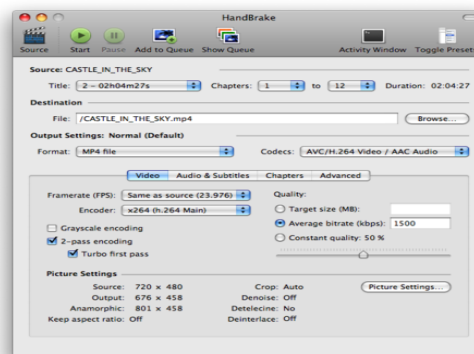 HandBrake
Source Start Pause Add to Queue Show Queue Activity Window Toggle Preset
Source: CASTLE_IN_THE_SKY
Title: 2 - 02h04m27s Chapters: 1 to 12 Duration: 02:04:27
Destination
File: /CASTLE_IN_THE_SKY.mp4 Browse...
Output Settings: Normal (Default)
Format: MP4 file Codecs: AVC/H.264 Video / AAC Audio
Video Audio & Subtitles Chapters Advanced
Framerate (FPS): Same as source (23.976) Quality:
Encoder: x264 (h.264 Main) Target size (MB):
Grayscale encoding Average bitrate (kbps): 1500
2-pass encoding Constant quality: 50 %
Turbo first pass
Picture Settings
Source: 720 x 480 Crop: Auto Picture Settings...
Output: 676 x 458 Denoise: Off
Anamorphic: 801 x 458 Detelecine: No
Keep aspect ratio: Off Deinterlace: Off